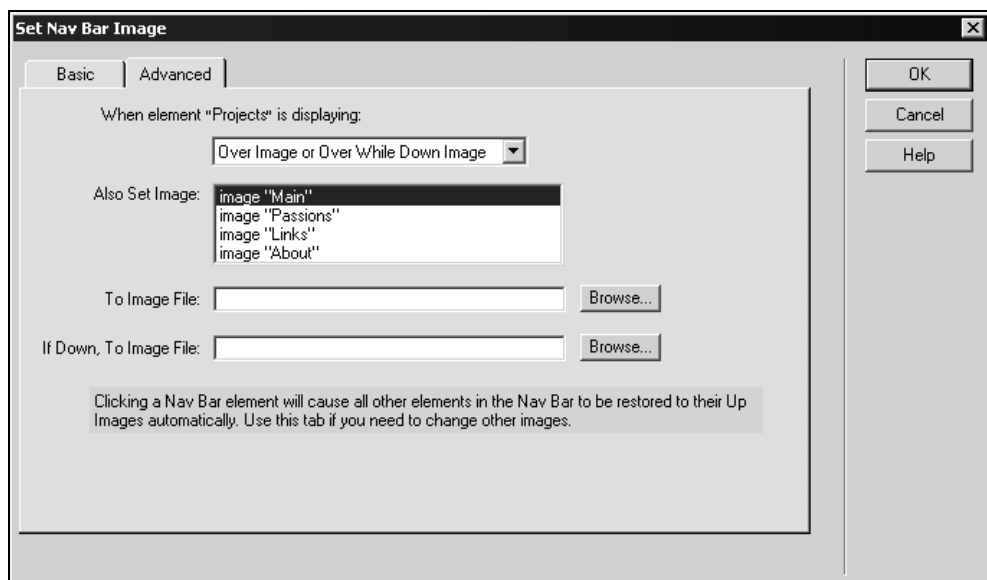 Set Nav Bar Image
Basic
Advanced
OK
Cancel
Help
When element "Projects" is displaying:
Over Image or Over While Down Image
Also Set Image:
image "Main"
image "Passions"
image "Links"
image "About"
To Image File:
Browse...
If Down, To Image File:
Browse...
Clicking a Nav Bar element will cause all other elements in the Nav Bar to be restored to their Up
Images automatically. Use this tab if you need to change other images.